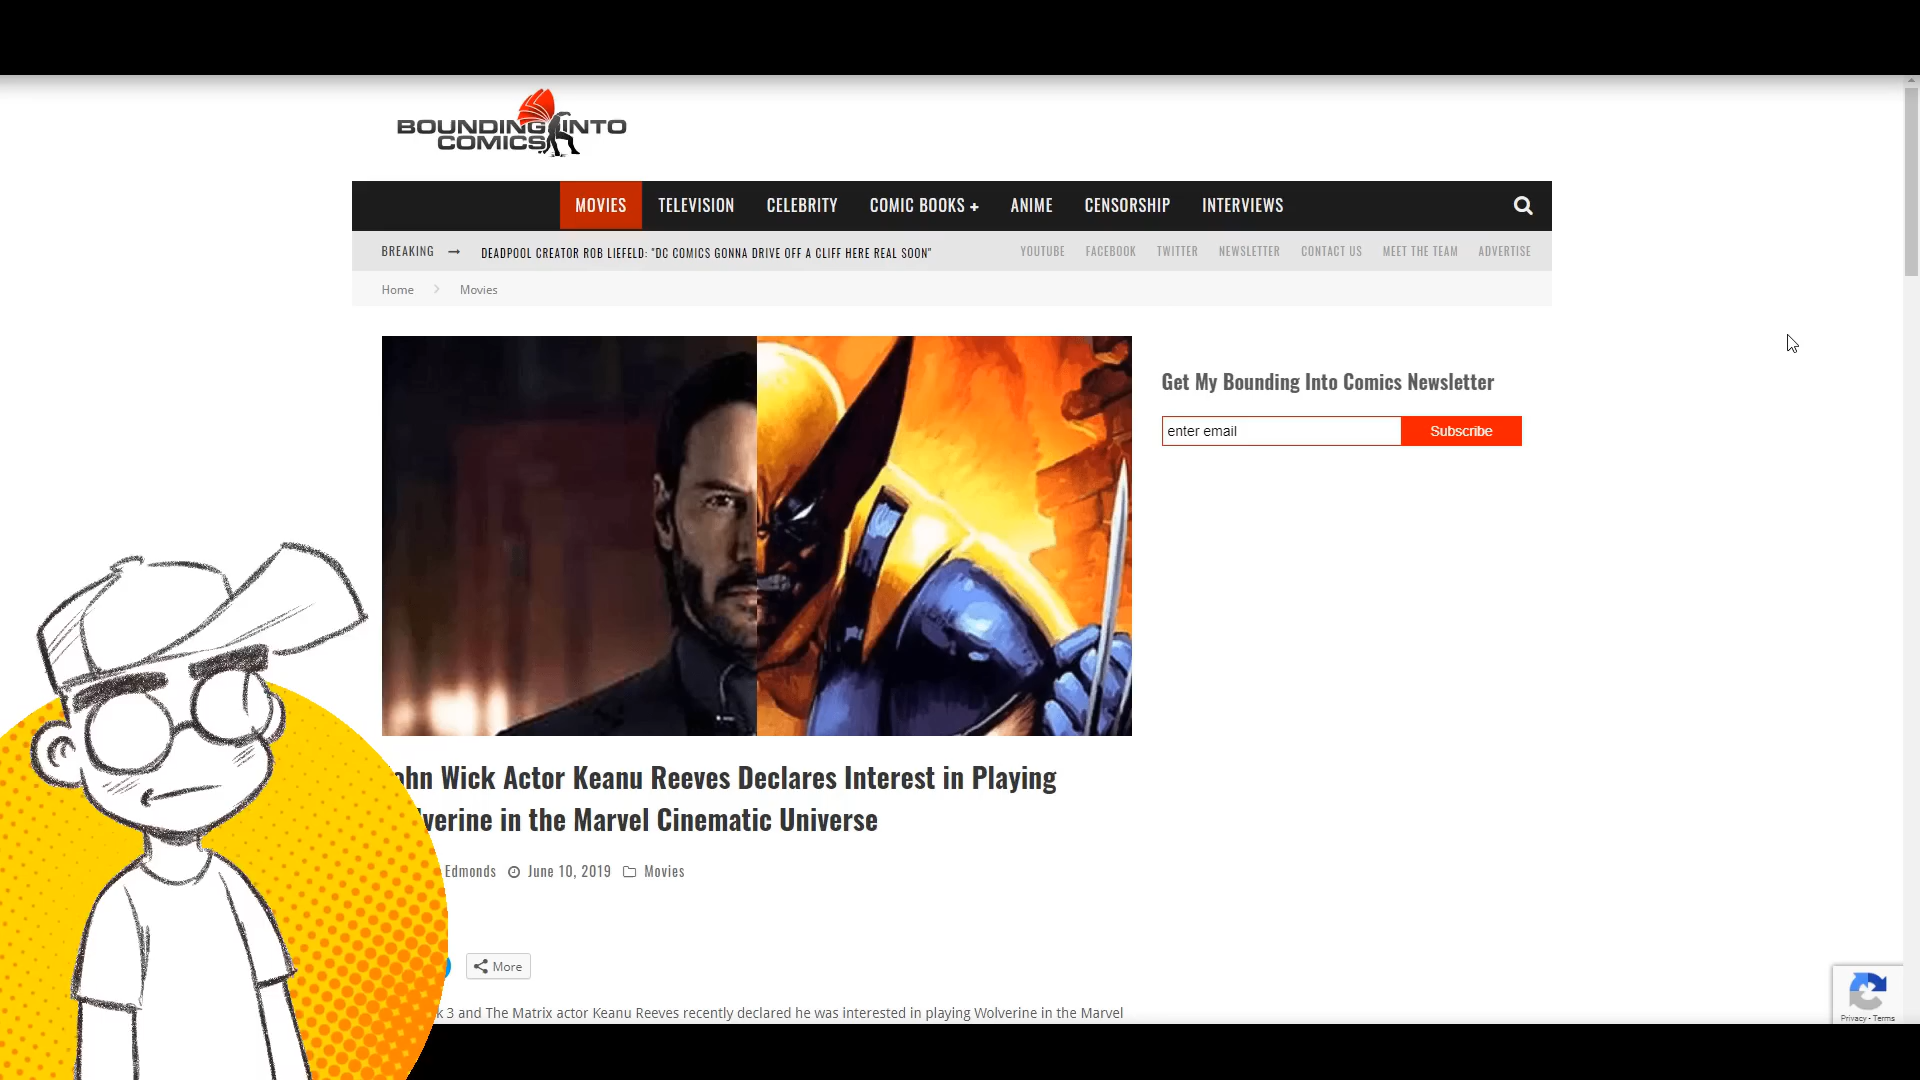 BOUNDING INTO
COMICS
MOVIES TELEVISION CELEBRITY COMIC BOOKS + ANIME CENSORSHIP INTERVIEWS
BREAKING → DEADPOOL CREATOR ROB LIEFELD: "DC COMICS GONNA DRIVE OFF A CLIFF HERE REAL SOON" YOUTUBE FACEBOOK TWITTER NEWSLETTER CONTACT US MEET THE TEAM ADVERTISE
Home > Movies
Get My Bounding Into Comics Newsletter
enter email Subscribe
ohn Wick Actor Keanu Reeves Declares Interest in Playing
verine in the Marvel Cinematic Universe
Edmonds June 10, 2019 Movies
More
k 3 and The Matrix actor Keanu Reeves recently declared he was interested in playing Wolverine in the Marvel
Privacy - Terms